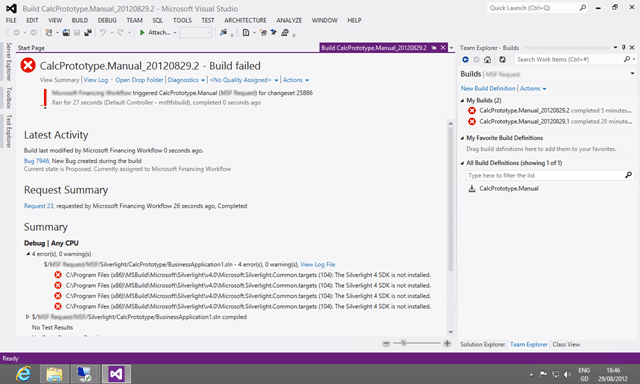 Build CalcPrototype.Manual_20120829.2 - Microsoft Visual Studio
Quick Launch (Ctrl+Q)
FILE EDIT VIEW BUILD DEBUG TEAM SQL TOOLS TEST ARCHITECTURE ANALYZE WINDOW HELP
Attach...
Server Explorer
Toolbox
Test Explorer
Start Page
Build CalcPrototype.Manual_20120829.2
CalcPrototype.Manual_20120829.2 - Build failed
View Summary | View Log - Open Drop Folder | Diagnostics | <No Quality Assigned> | Actions
triggered CalcPrototype.Manual () for changeset 25886
Ran for 27 seconds (Default Controller - msftfsbuild), completed 0 seconds ago
Latest Activity
Build last modified by Microsoft Financing Workflow 0 seconds ago.
Bug 7946, New Bug created during the build
Current state is Proposed. Currently assigned to Microsoft Financing Workflow
Request Summary
Request 23, requested by Microsoft Financing Workflow 26 seconds ago, Completed
Summary
Debug | Any CPU
4 error(s), 0 warning(s)
$/Silverlight/CalcPrototype/BusinessApplication1.sln - 4 error(s), 0 warning(s), View Log File
C:\Program Files (x86)\MSBuild\Microsoft\Silverlight\v4.0\Microsoft.Silverlight.Common.targets (104): The Silverlight 4 SDK is not installed.
C:\Program Files (x86)\MSBuild\Microsoft\Silverlight\v4.0\Microsoft.Silverlight.Common.targets (104): The Silverlight 4 SDK is not installed.
C:\Program Files (x86)\MSBuild\Microsoft\Silverlight\v4.0\Microsoft.Silverlight.Common.targets (104): The Silverlight 4 SDK is not installed.
C:\Program Files (x86)\MSBuild\Microsoft\Silverlight\v4.0\Microsoft.Silverlight.Common.targets (104): The Silverlight 4 SDK is not installed.
$/Silverlight/CalcPrototype/BusinessApplication1.sln compiled
No Test Results
Team Explorer - Builds
Search Work Items (Ctrl+')
Builds |
New Build Definition | Actions
My Builds (2)
CalcPrototype.Manual_20120829.2 completed 5 minute...
CalcPrototype.Manual_20120829.1 completed 28 minute...
My Favorite Build Definitions
Drag build definitions here to add them to your favorites.
All Build Definitions (showing 1 of 1)
Type here to filter the list
CalcPrototype.Manual
Solution Explorer Team Explorer Class View
Ready
ENG
GD
18:46
29/08/2012